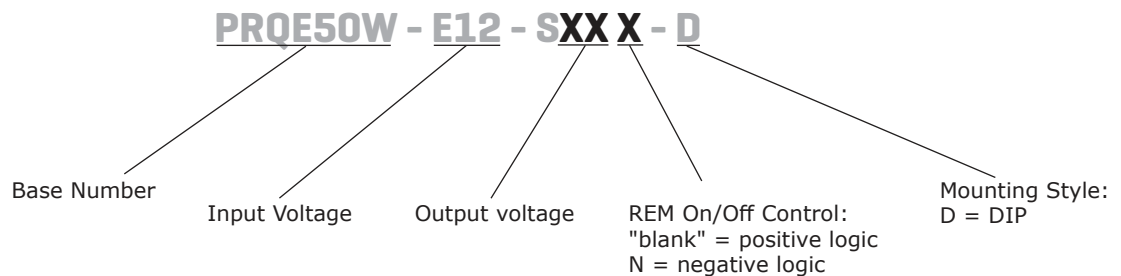 PRQE50W - E12 - SXX X - D
Base Number
Input Voltage
Output voltage
REM On/Off Control:
"blank" = positive logic
N = negative logic
Mounting Style:
D = DIP